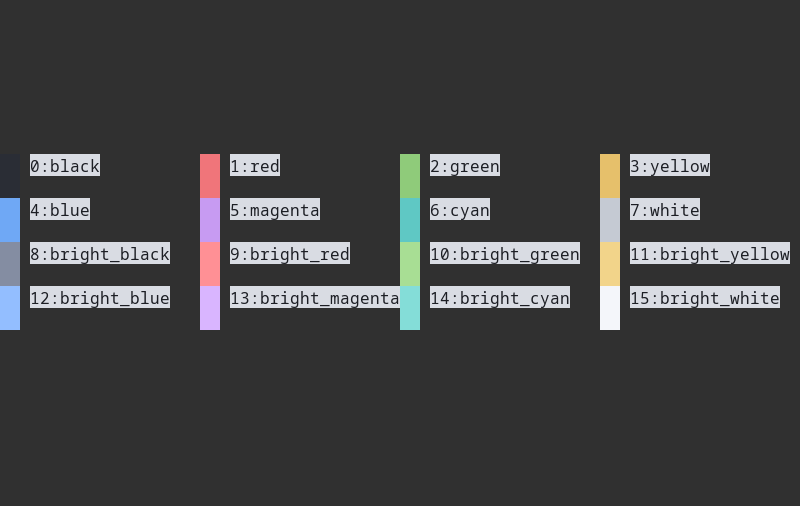 0:black 1:red 2:green 3:yellow
4:blue 5:magenta 6:cyan 7:white
8:bright_black 9:bright_red 10:bright_green 11:bright_yellow
12:bright_blue 13:bright_magenta 14:bright_cyan 15:bright_white